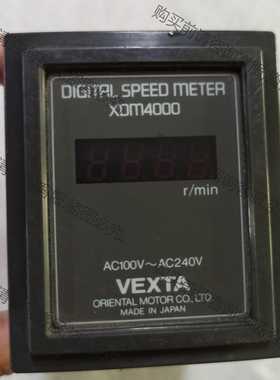 DIGITAL SPEED METER
XDM4000
r/min
AC100V～AC240V
VEXTA
ORIENTAL MOTOR CO., LTD.
MADE IN JAPAN